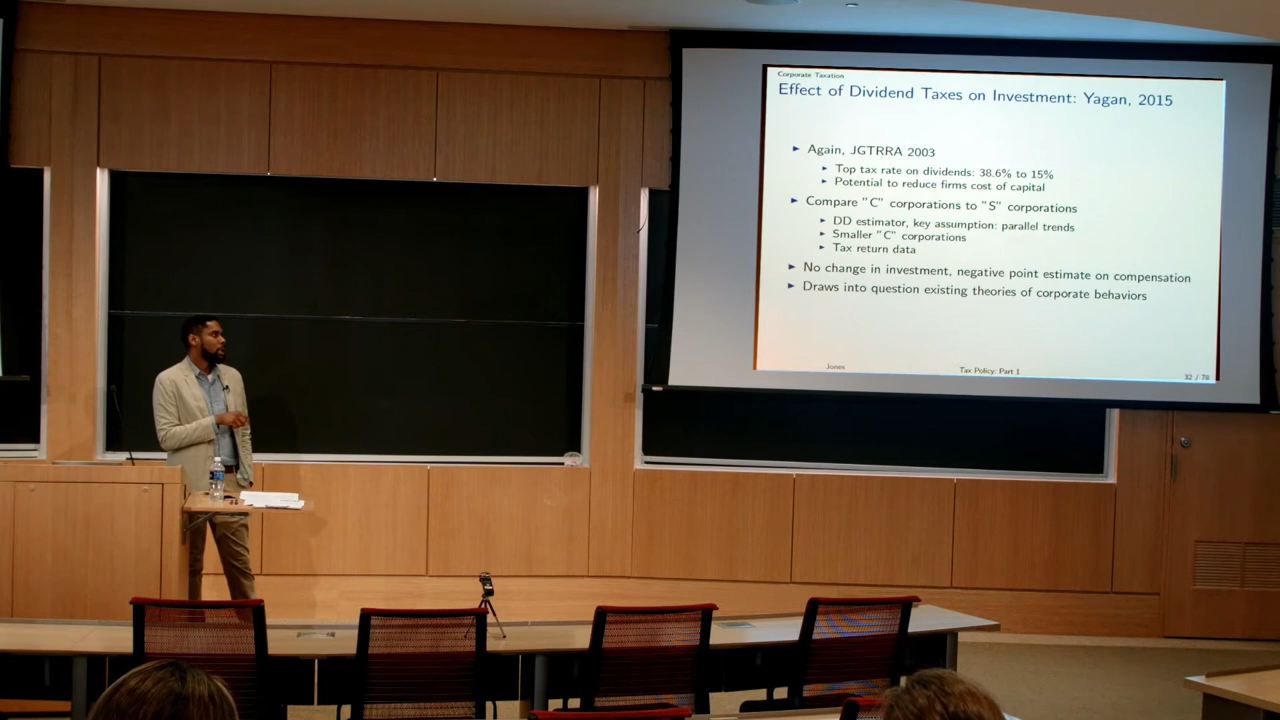 Corporate Taxation
Effect of Dividend Taxes on Investment: Yagan, 2015
Again, JGTRRA 2003
Top tax rate on dividends: 38.6% to 15%
Potential to reduce firms cost of capital
Compare "C" corporations to "S" corporations
DD estimator, key assumption: parallel trends
Smaller "C" corporations
Tax return data
No change in investment, negative point estimate on compensation
Draws into question existing theories of corporate behaviors
Jones
Tax Policy: Part 1
32 / 78